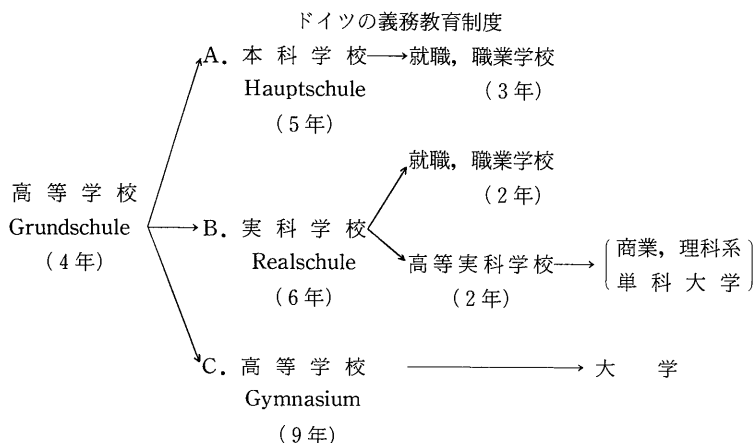 ドイツの義務教育制度
A. 本科学校→就職，職業学校
Hauptschule （3年）
（5年）
就職，職業学校
（2年）
高等学校
Grundschule
（4年）
B. 実科学校
Realschule
（6年）
高等実科学校→
（2年）
商業，理科系
単科大学
C. 高等学校 → 大学
Gymnasium
（9年）